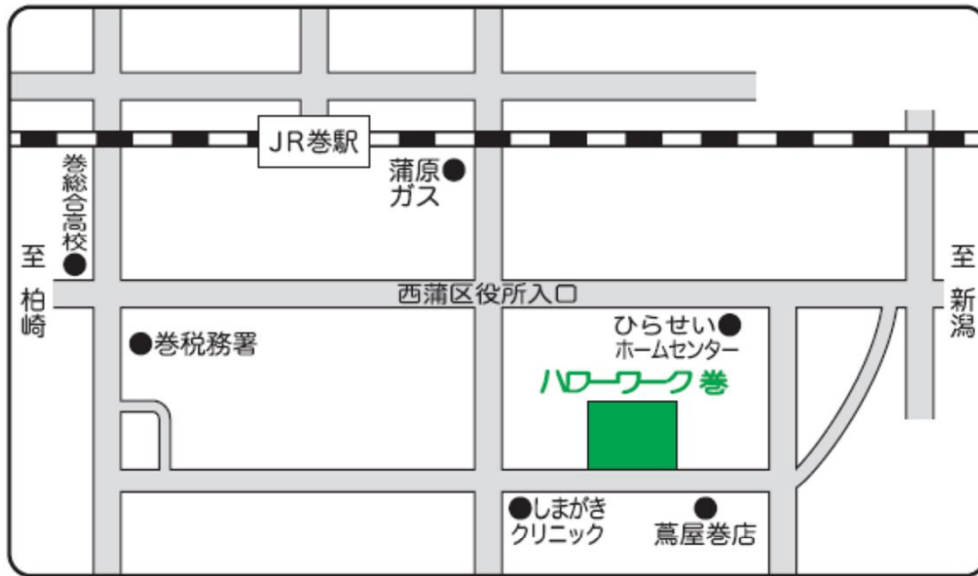 JR巻駅
蒲原
ガス
巻総合高校
至 柏崎
至 新潟
西蒲区役所入口
巻税務署
ひらせい
ホームセンター
ハローワーク 巻
しまがき
クリニック
蔦屋巻店